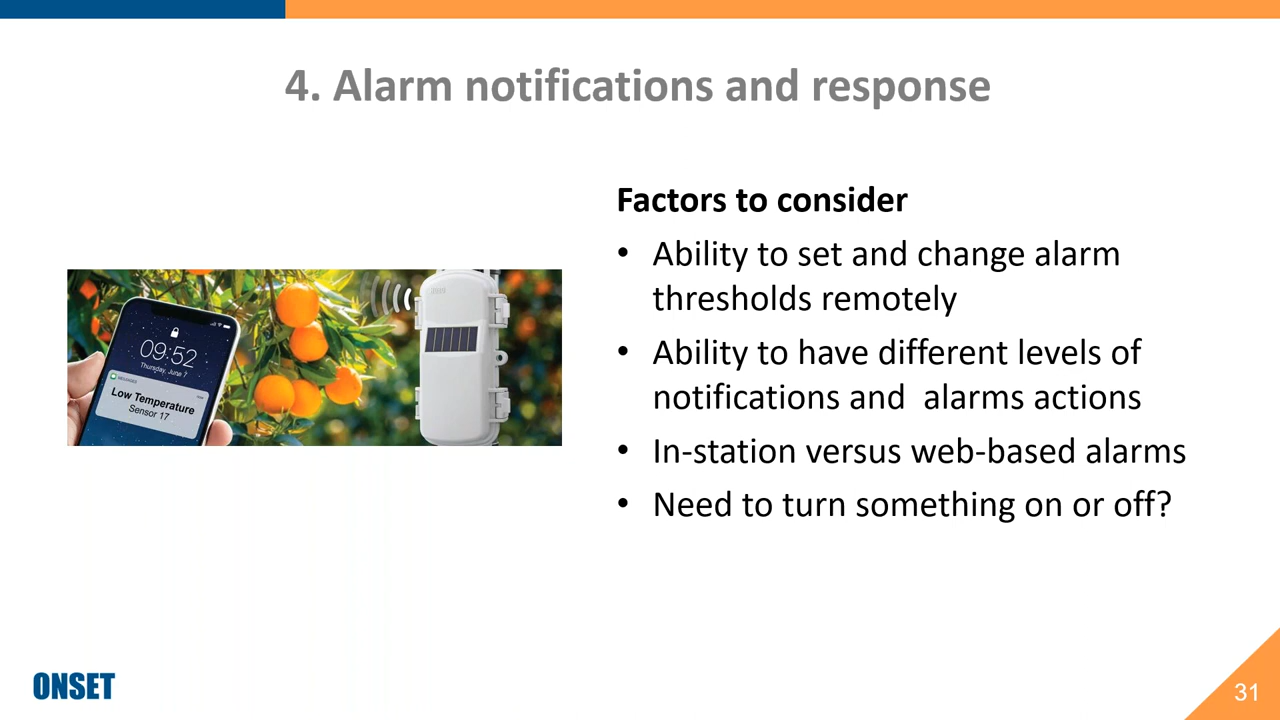 4. Alarm notifications and response
Factors to consider
• Ability to set and change alarm
thresholds remotely
• Ability to have different levels of
notifications and  alarms actions
• In-station versus web-based alarms
• Need to turn something on or off?
09:52
Thursday, June 7
MESSAGES
Low Temperature
Sensor 17
ONSET
31